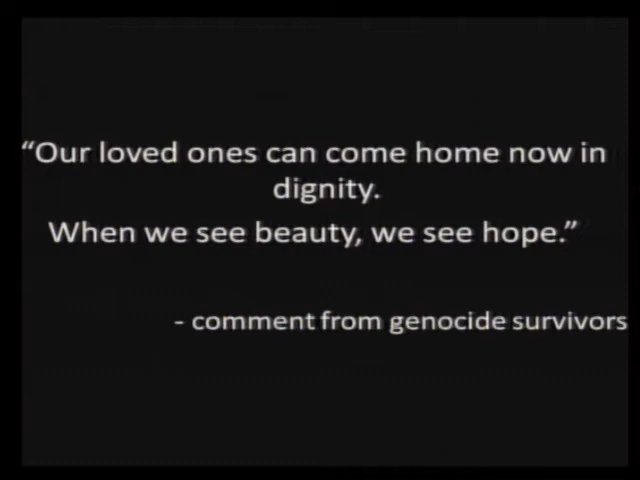 “Our loved ones can come home now in
dignity.
When we see beauty, we see hope.”
- comment from genocide survivors